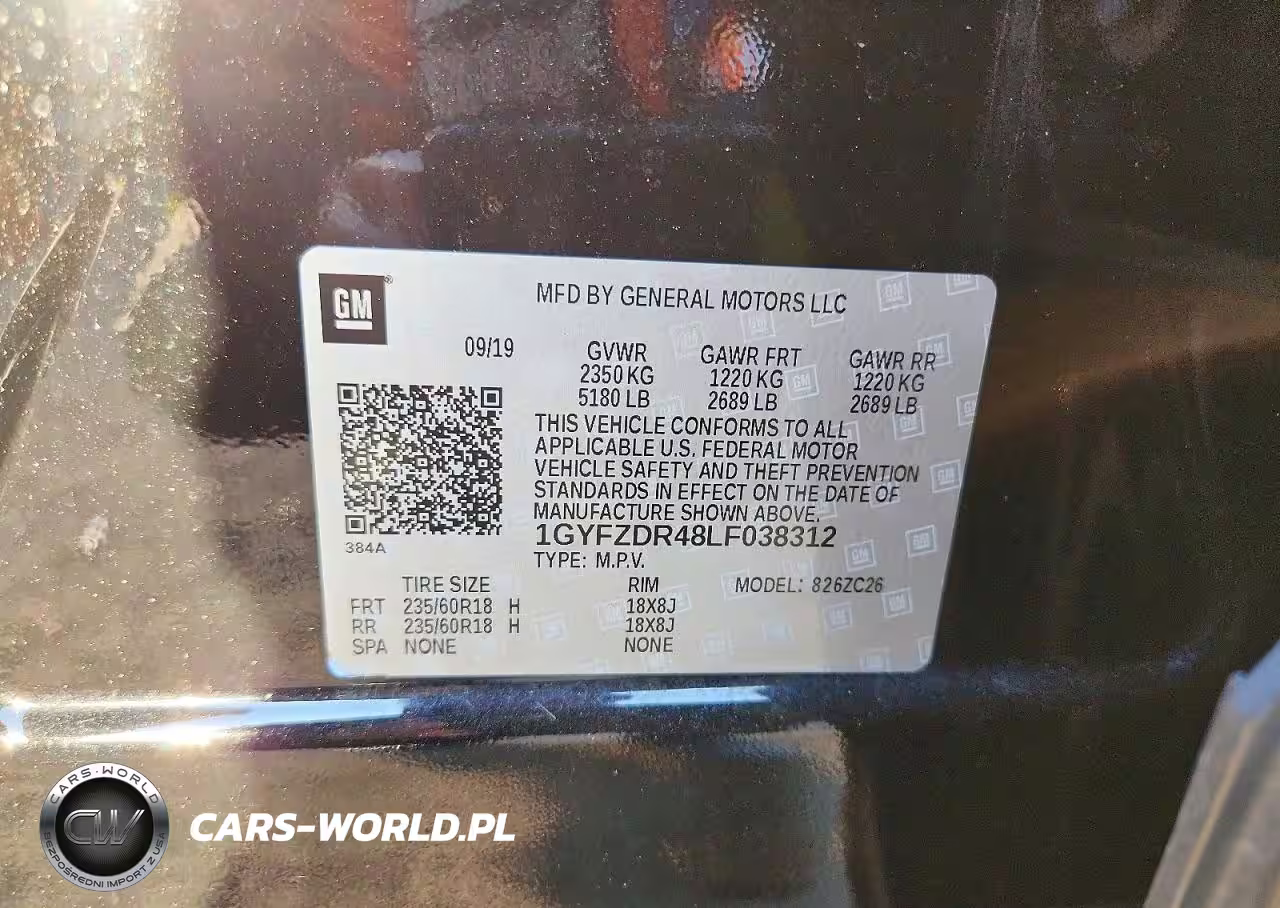 GM®
MFD BY GENERAL MOTORS LLC
09/19 GVWR GAWR FRT GAWR RR
2350 KG 1220 KG 1220 KG
5180 LB 2689 LB 2689 LB
THIS VEHICLE CONFORMS TO ALL
APPLICABLE U.S. FEDERAL MOTOR
VEHICLE SAFETY AND THEFT PREVENTION
STANDARDS IN EFFECT ON THE DATE OF
MANUFACTURE SHOWN ABOVE.
1GYFZDR48LF038312
384A
TYPE: M.P.V.
TIRE SIZE RIM MODEL: 826ZC26
FRT 235/60R18 H 18X8J
RR 235/60R18 H 18X8J
SPA NONE NONE
CARS-WORLD
CW
BEZPOŚREDNI IMPORT Z USA
CARS-WORLD.PL